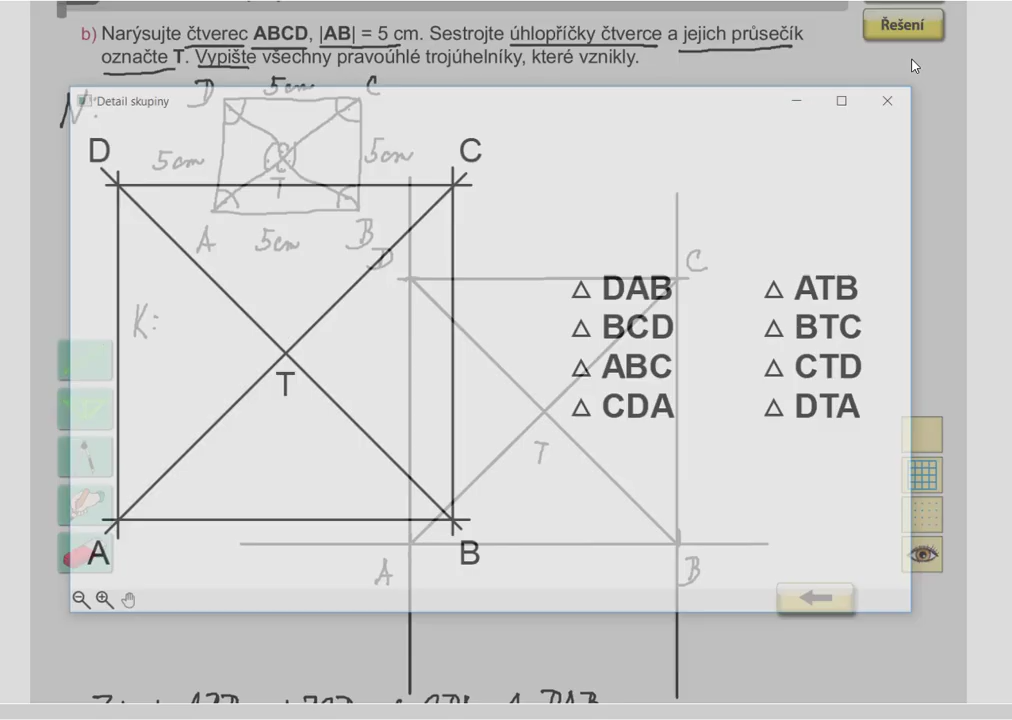 Řešení
b) Narýsujte čtverec ABCD, |AB| = 5 cm. Sestrojte úhlopříčky čtverce a jejich průsečík
označte T. Vypište všechny pravoúhlé trojúhelníky, které vznikly.
N:
D 5cm C
Detail skupiny
5cm 5cm
T
A 5cm B
D C
K:
T
A B
D C
T
A B
△ DAB △ ATB
△ BCD △ BTC
△ ABC △ CTD
△ CDA △ DTA